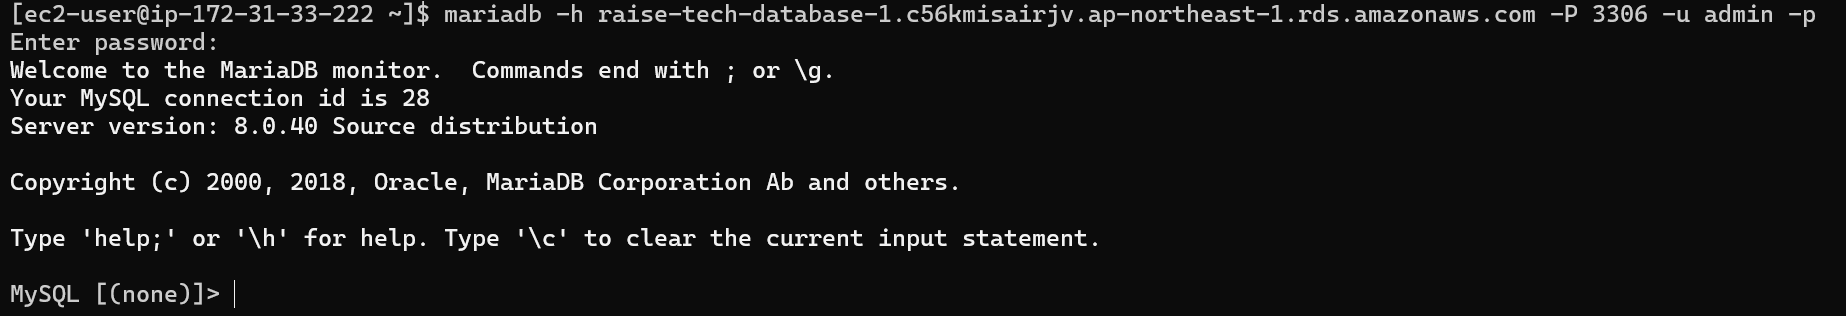 [ec2-user@ip-172-31-33-222 ~]$ mariadb -h raise-tech-database-1.c56kmisairjv.ap-northeast-1.rds.amazonaws.com -P 3306 -u admin -p
Enter password:
Welcome to the MariaDB monitor.  Commands end with ; or \g.
Your MySQL connection id is 28
Server version: 8.0.40 Source distribution
Copyright (c) 2000, 2018, Oracle, MariaDB Corporation Ab and others.
Type 'help;' or '\h' for help. Type '\c' to clear the current input statement.
MySQL [(none)]>